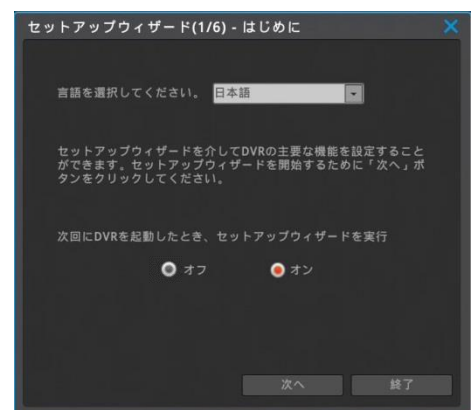 セットアップウィザード(1/6) - はじめに
言語を選択してください。 日本語
セットアップウィザードを介してDVRの主要な機能を設定すること
ができます。セットアップウィザードを開始するために「次へ」ボ
タンをクリックしてください。
次回にDVRを起動したとき、セットアップウィザードを実行
オフ オン
次へ 終了